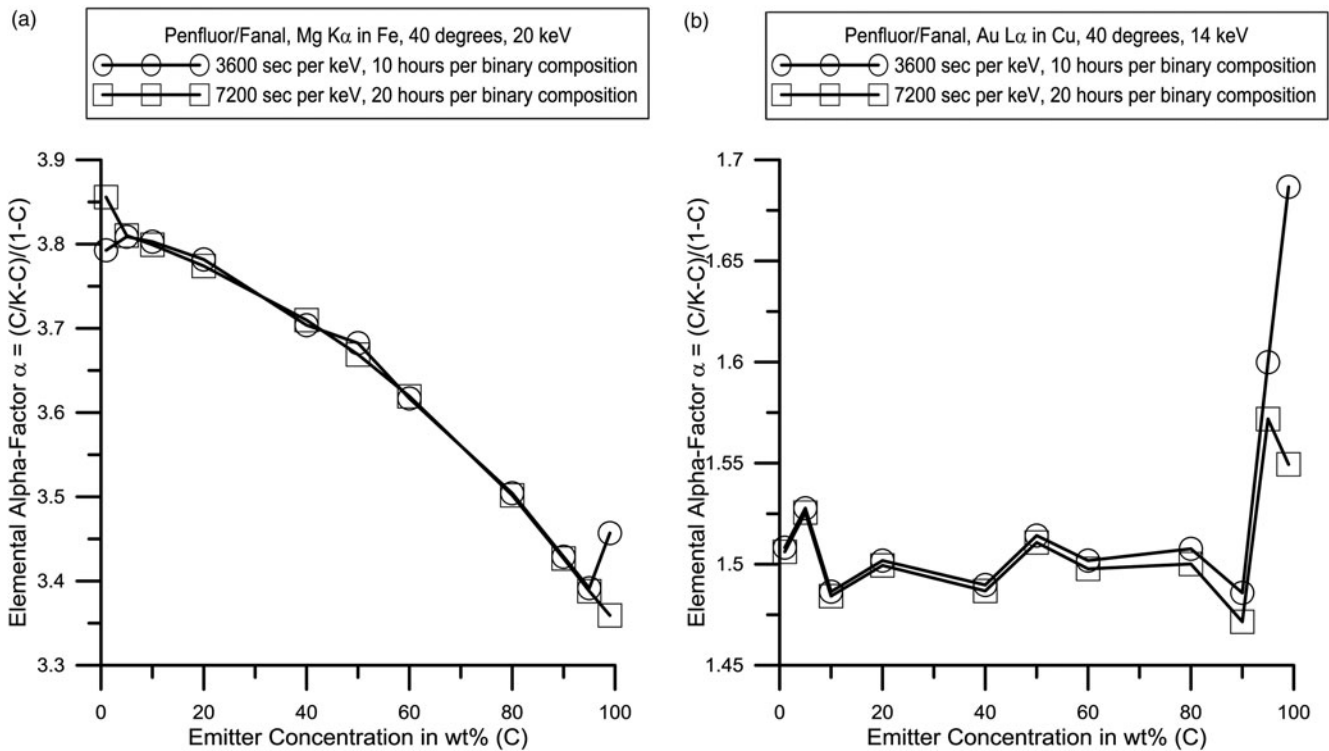 (a)
Penfluor/Fanal, Mg Kα in Fe, 40 degrees, 20 keV
3600 sec per keV, 10 hours per binary composition
7200 sec per keV, 20 hours per binary composition
Elemental Alpha-Factor α = (C/K-C)/(1-C)
3.9
3.8
3.7
3.6
3.5
3.4
3.3
0 20 40 60 80 100
Emitter Concentration in wt% (C)
(b)
Penfluor/Fanal, Au Lα in Cu, 40 degrees, 14 keV
3600 sec per keV, 10 hours per binary composition
7200 sec per keV, 20 hours per binary composition
Elemental Alpha-Factor α = (C/K-C)/(1-C)
1.7
1.65
1.6
1.55
1.5
1.45
0 20 40 60 80 100
Emitter Concentration in wt% (C)